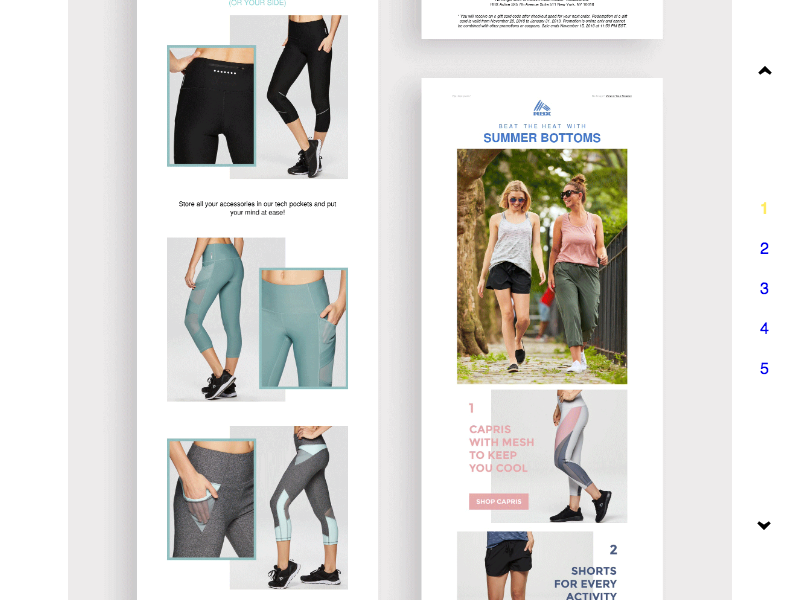 (OR YOUR SIDE)
Store all your accessories in our tech pockets and put
your mind at ease!
BEAT THE HEAT WITH
SUMMER BOTTOMS
1
CAPRIS
WITH MESH
TO KEEP
YOU COOL
SHOP CAPRIS
2
SHORTS
FOR EVERY
ACTIVITY
1
2
3
4
5